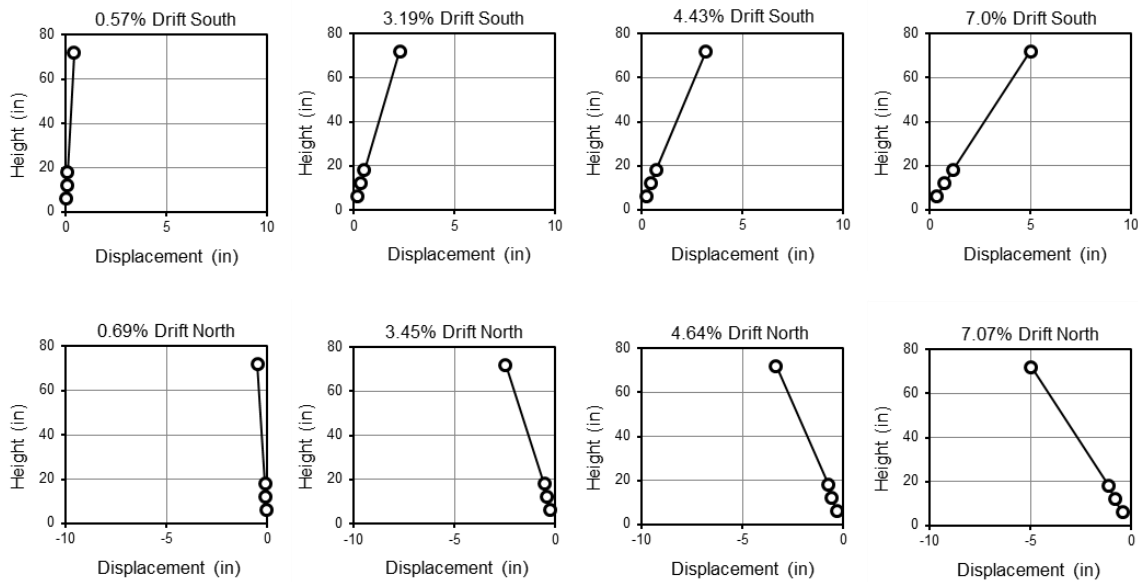 0.57% Drift South
80
60
40
20
0
0 5 10
Height (in)
Displacement (in)
3.19% Drift South
80
60
40
20
0
0 5 10
Height (in)
Displacement (in)
4.43% Drift South
80
60
40
20
0
0 5 10
Height (in)
Displacement (in)
7.0% Drift South
80
60
40
20
0
0 5 10
Height (in)
Displacement (in)
0.69% Drift North
80
60
40
20
0
-10 -5 0
Height (in)
Displacement (in)
3.45% Drift North
80
60
40
20
0
-10 -5 0
Height (in)
Displacement (in)
4.64% Drift North
80
60
40
20
0
-10 -5 0
Height (in)
Displacement (in)
7.07% Drift North
80
60
40
20
0
-10 -5 0
Height (in)
Displacement (in)